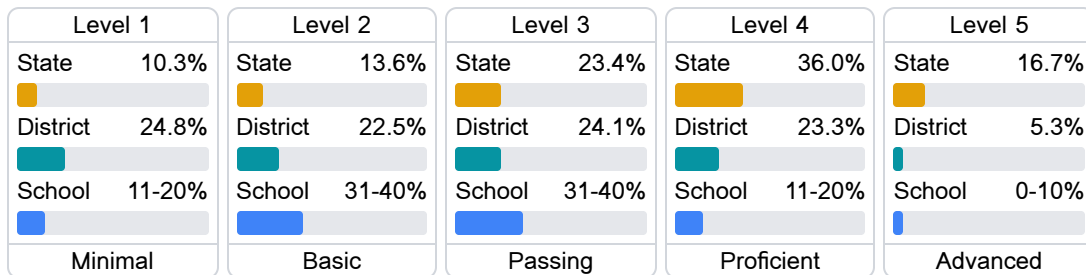 Level 1
State 10.3%
District 24.8%
School 11-20%
Minimal
Level 2
State 13.6%
District 22.5%
School 31-40%
Basic
Level 3
State 23.4%
District 24.1%
School 31-40%
Passing
Level 4
State 36.0%
District 23.3%
School 11-20%
Proficient
Level 5
State 16.7%
District 5.3%
School 0-10%
Advanced